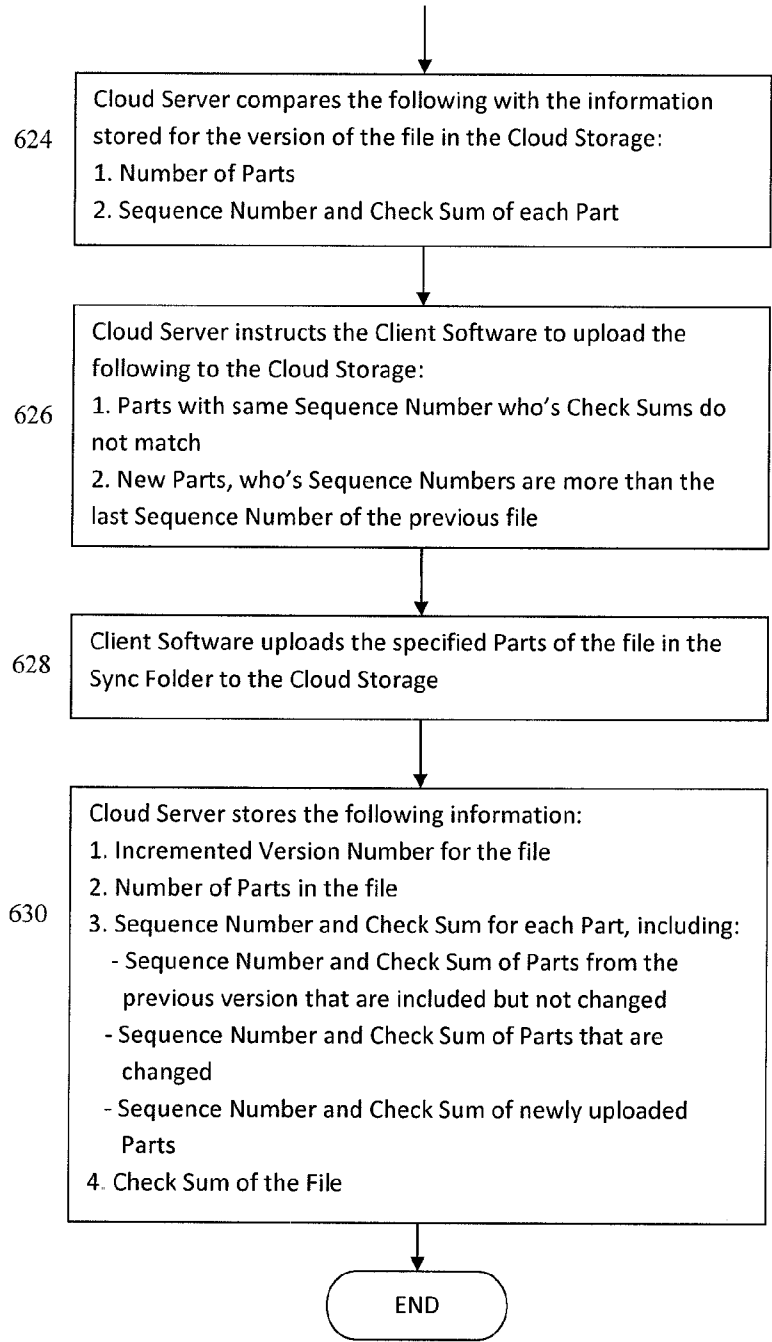 624
Cloud Server compares the following with the information
stored for the version of the file in the Cloud Storage:
1. Number of Parts
2. Sequence Number and Check Sum of each Part
626
Cloud Server instructs the Client Software to upload the
following to the Cloud Storage:
1. Parts with same Sequence Number who's Check Sums do
not match
2. New Parts, who's Sequence Numbers are more than the
last Sequence Number of the previous file
628
Client Software uploads the specified Parts of the file in the
Sync Folder to the Cloud Storage
630
Cloud Server stores the following information:
1. Incremented Version Number for the file
2. Number of Parts in the file
3. Sequence Number and Check Sum for each Part, including:
- Sequence Number and Check Sum of Parts from the
previous version that are included but not changed
- Sequence Number and Check Sum of Parts that are
changed
- Sequence Number and Check Sum of newly uploaded
Parts
4. Check Sum of the File
END